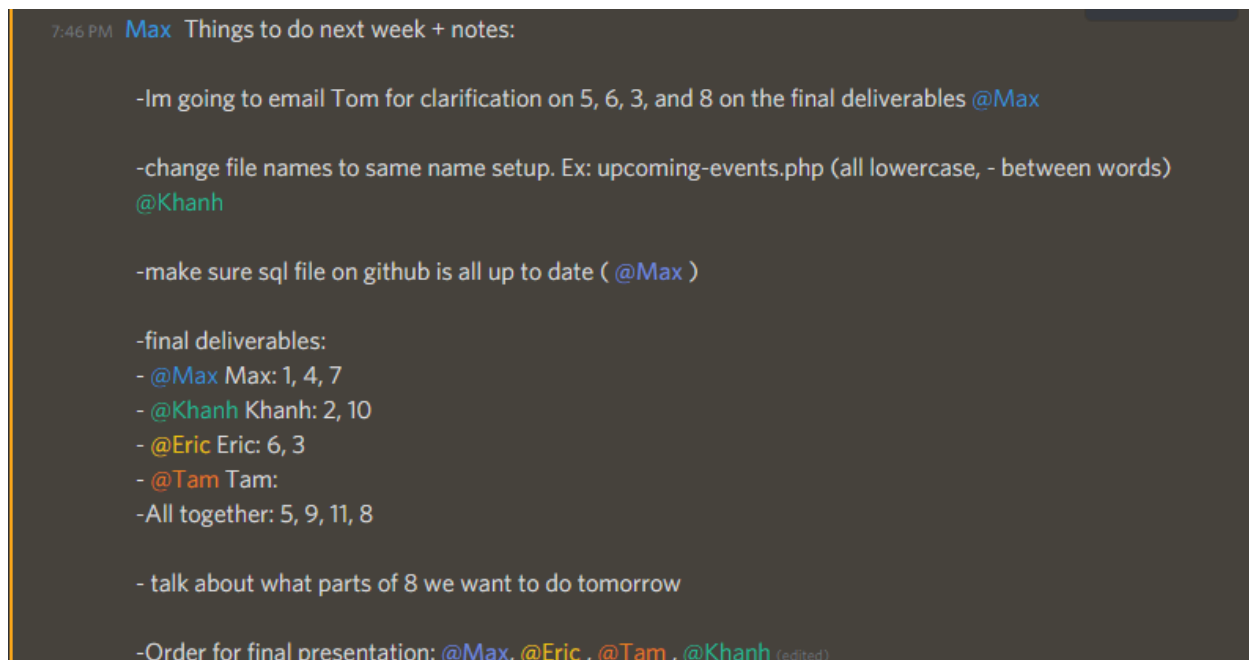 7:46 PM Max Things to do next week + notes:
-Im going to email Tom for clarification on 5, 6, 3, and 8 on the final deliverables @Max
-change file names to same name setup. Ex: upcoming-events.php (all lowercase, - between words)
@Khanh
-make sure sql file on github is all up to date ( @Max )
-final deliverables:
- @Max Max: 1, 4, 7
- @Khanh Khanh: 2, 10
- @Eric Eric: 6, 3
- @Tam Tam:
-All together: 5, 9, 11, 8
- talk about what parts of 8 we want to do tomorrow
-Order for final presentation: @Max, @Eric , @Tam , @Khanh (edited)